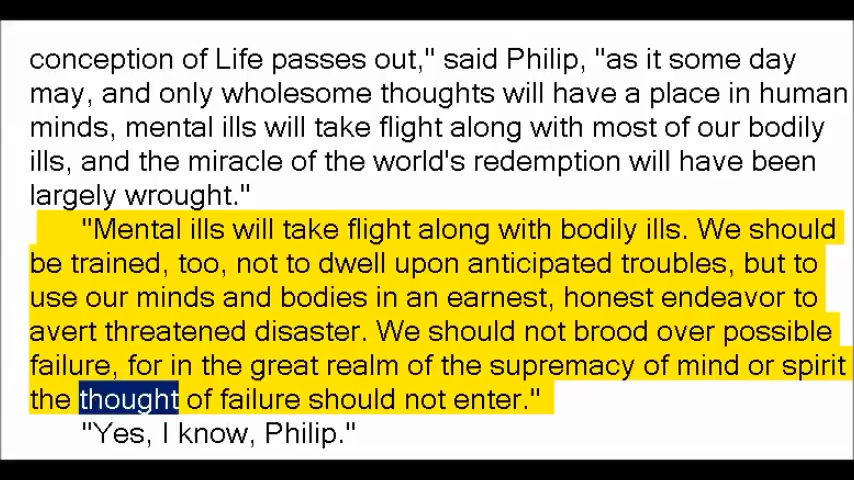 conception of Life passes out," said Philip, "as it some day
may, and only wholesome thoughts will have a place in human
minds, mental ills will take flight along with most of our bodily
ills, and the miracle of the world's redemption will have been
largely wrought."
"Mental ills will take flight along with bodily ills. We should
be trained, too, not to dwell upon anticipated troubles, but to
use our minds and bodies in an earnest, honest endeavor to
avert threatened disaster. We should not brood over possible
failure, for in the great realm of the supremacy of mind or spirit
the thought of failure should not enter."
"Yes, I know, Philip."